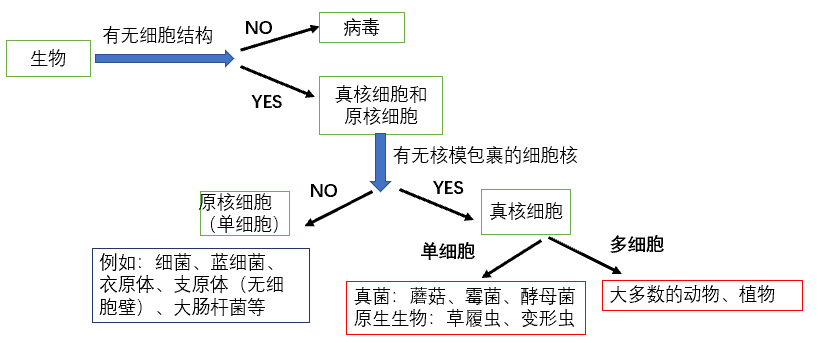 有无细胞结构
NO
病毒
生物
YES
真核细胞和
原核细胞
有无核模包裹的细胞核
NO
YES
原核细胞
（单细胞）
真核细胞
单细胞
多细胞
例如：细菌、蓝细菌、
衣原体、支原体（无细
胞壁）、大肠杆菌等
真菌：蘑菇、霉菌、酵母菌
原生生物：草履虫、变形虫
大多数的动物、植物